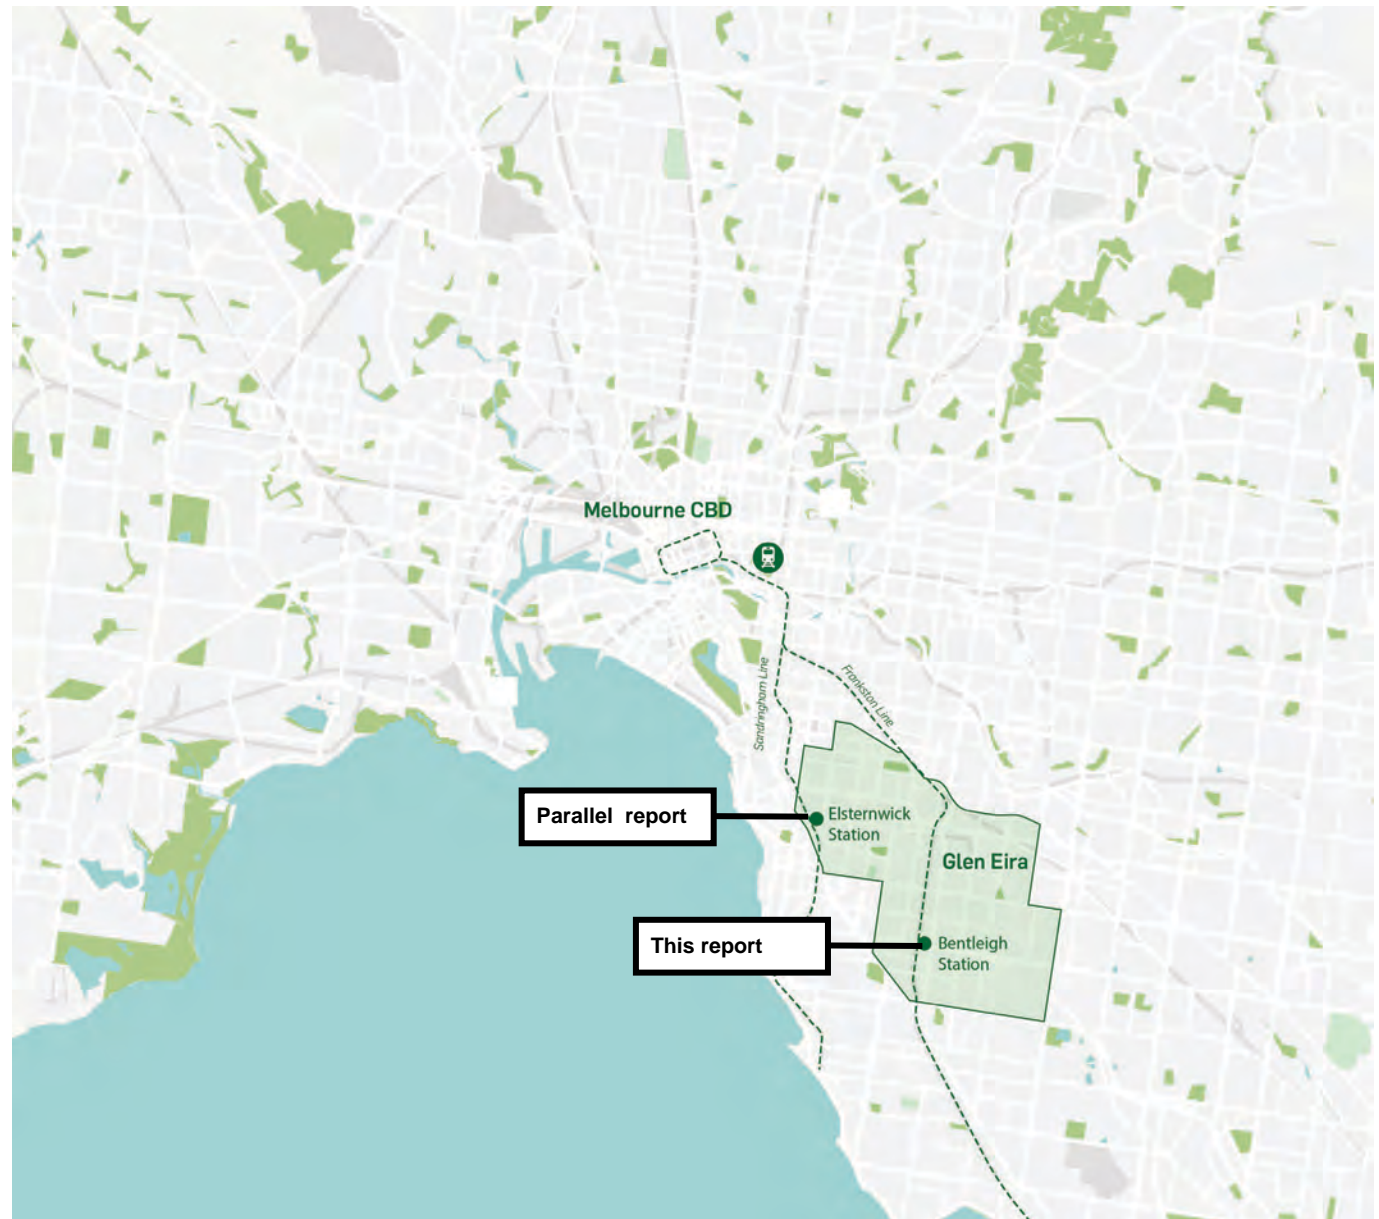 Melbourne CBD
Sandringham Line
Frankston Line
Parallel report
Elsternwick
Station
Glen Eira
This report
Bentleigh
Station